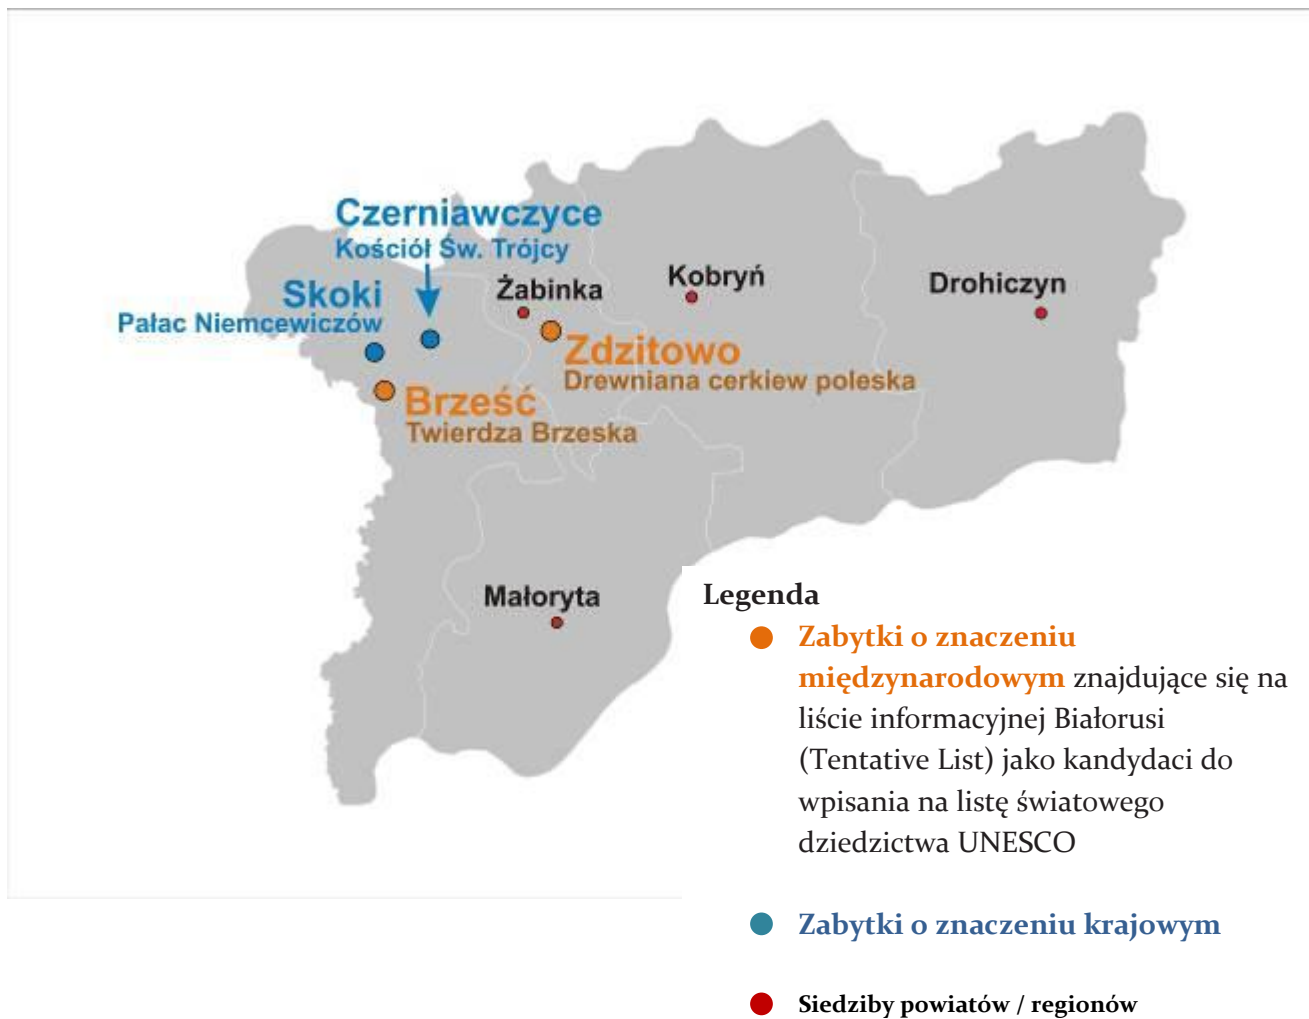 Czerniawczyce
Kościół Św. Trójcy
Skoki
Pałac Niemcewiczów
Żabinka
Kobryń
Drohiczyn
Zdzitowo
Drewniana cerkiew poleska
Brześć
Twierdza Brzeska
Małoryta
Legenda
Zabytki o znaczeniu
międzynarodowym znajdujące się na
liście informacyjnej Białorusi
(Tentative List) jako kandydaci do
wpisania na listę światowego
dziedzictwa UNESCO
Zabytki o znaczeniu krajowym
Siedziby powiatów / regionów